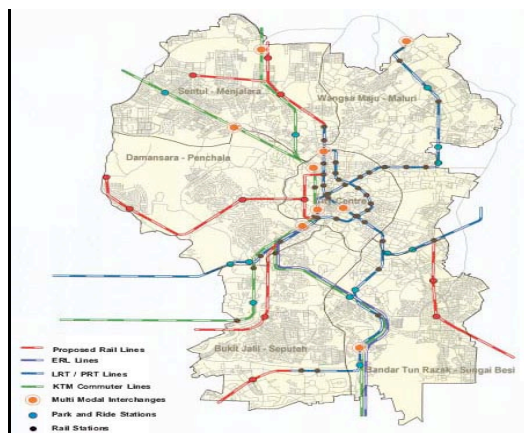 Sentul - Menjalara
Wangsa Maju - Maluri
Damansara - Penchala
City Centre
Bukit Jalil - Seputeh
Bandar Tun Razak - Sungai Besi
Proposed Rail Lines
ERL Lines
LRT / PRT Lines
KTM Commuter Lines
Multi Modal Interchanges
Park and Ride Stations
Rail Stations